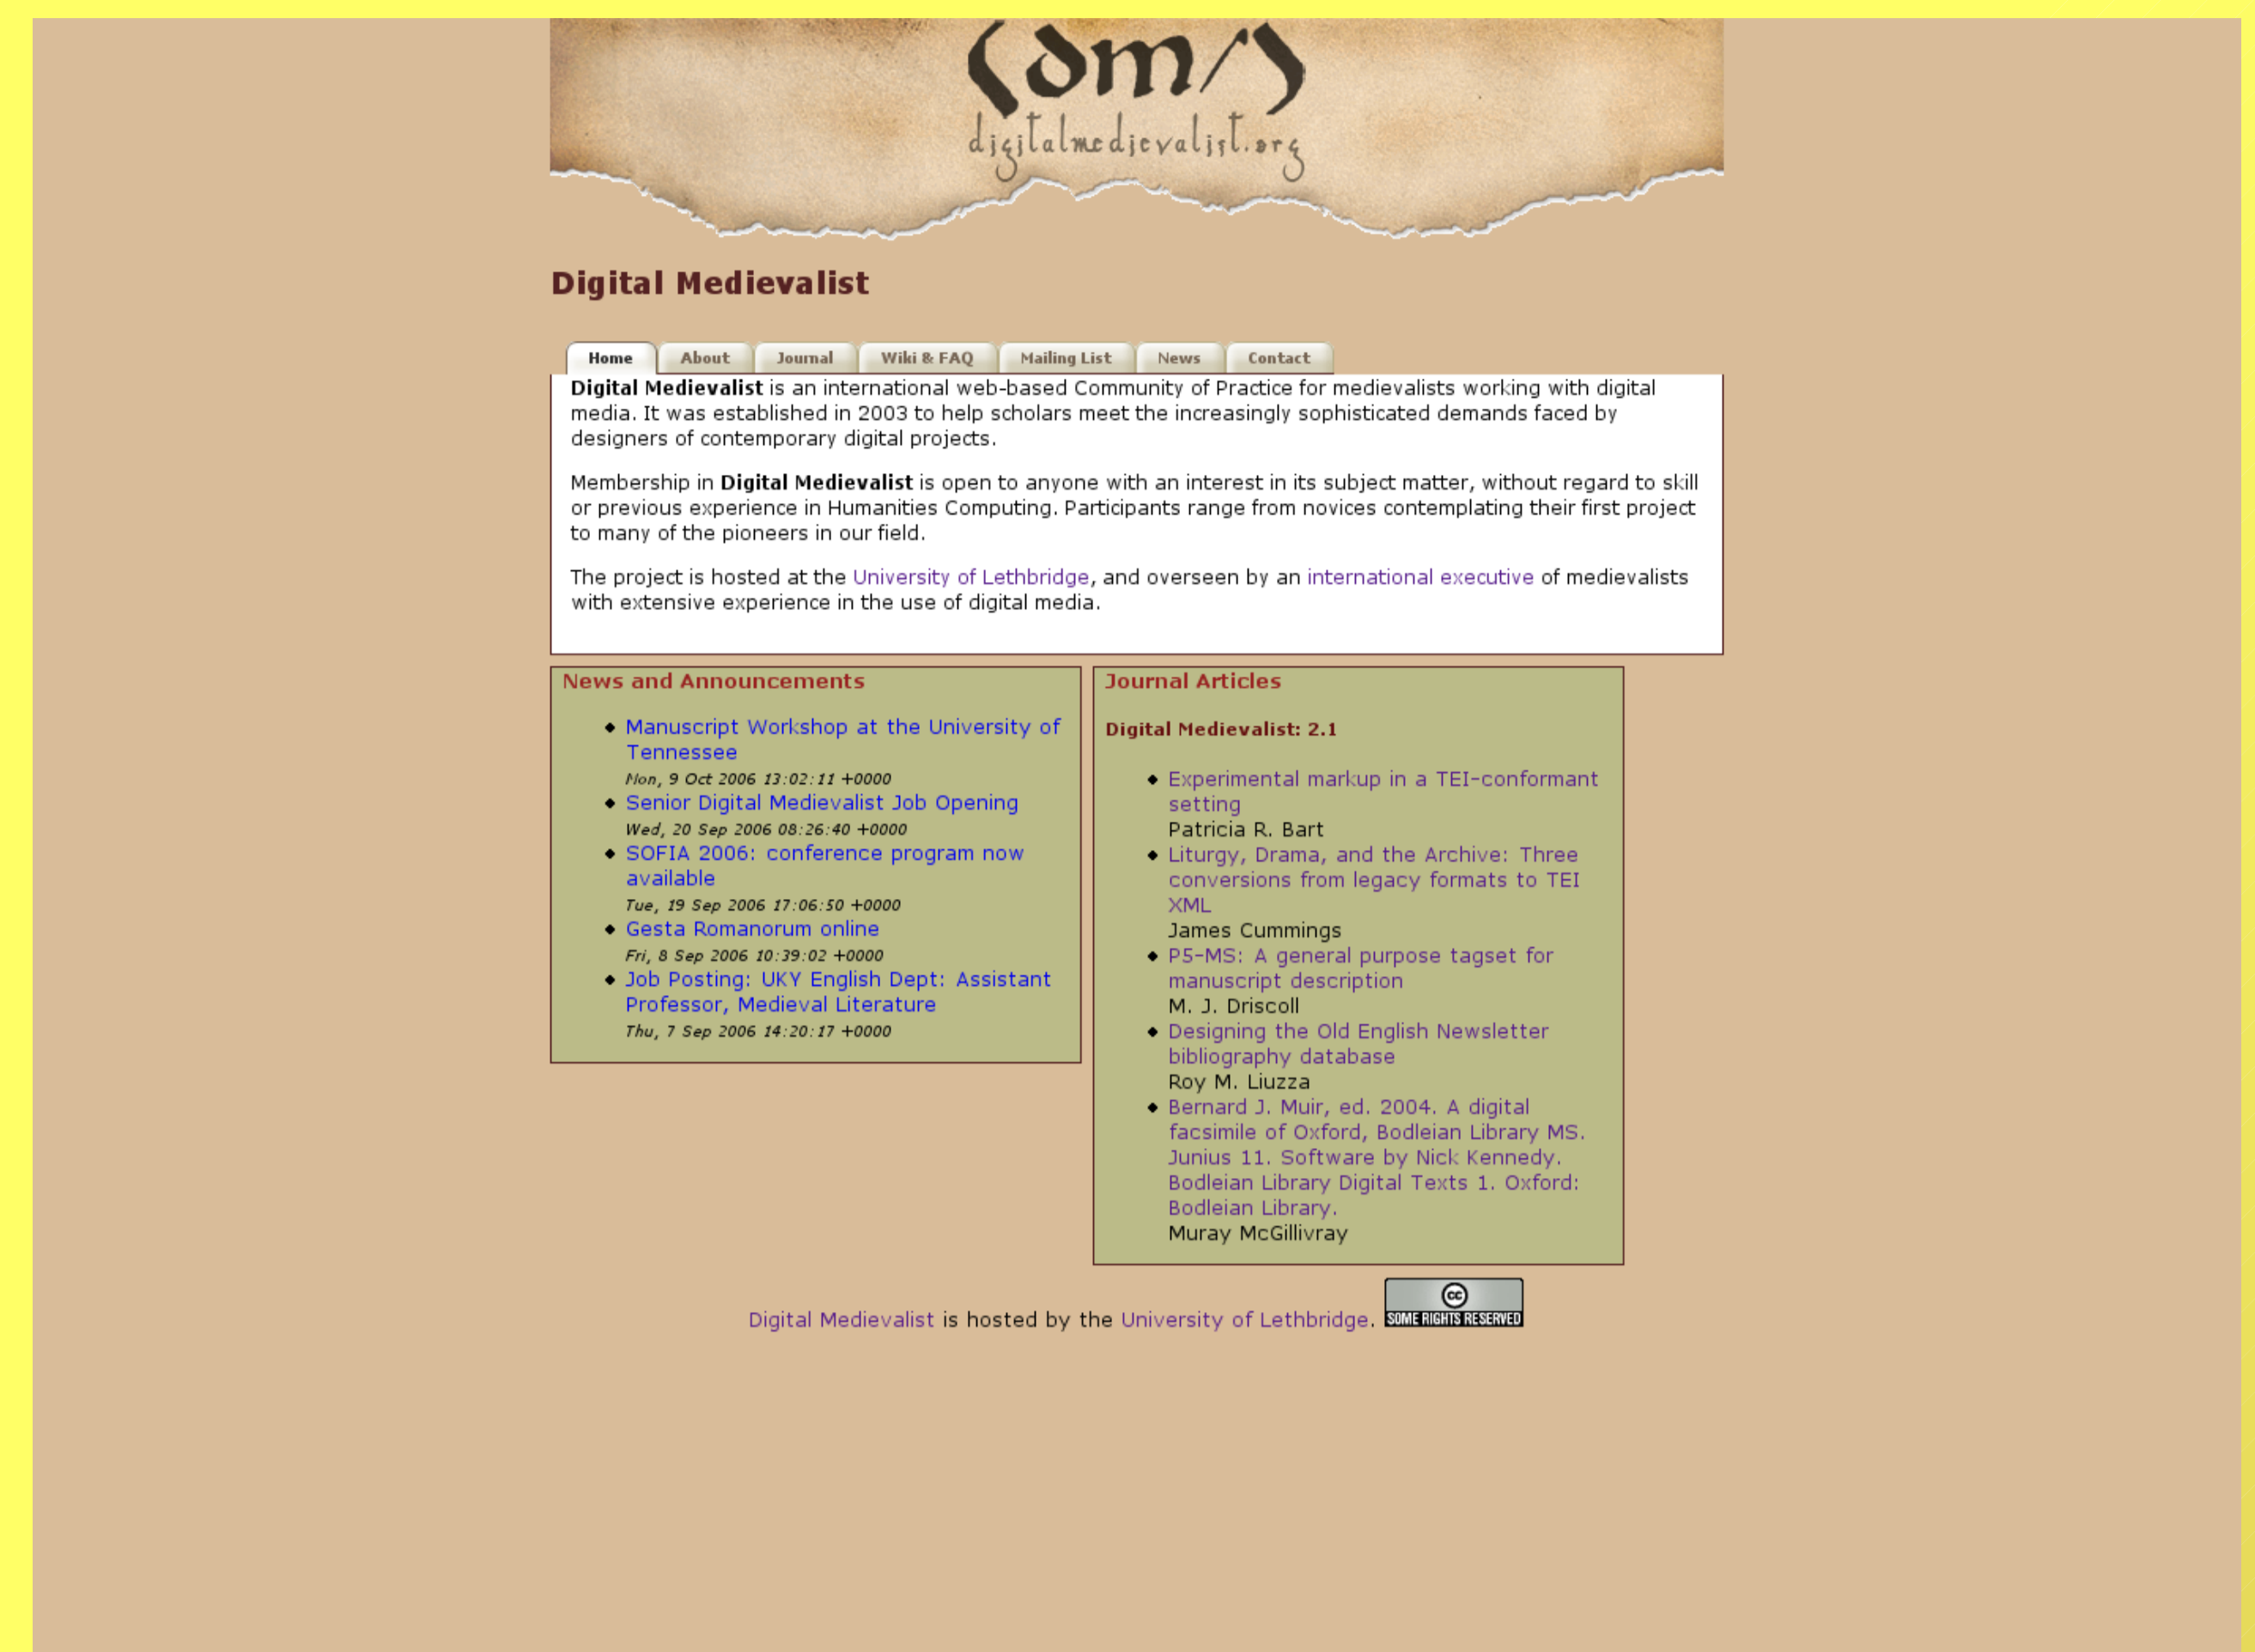 (dm/)
digitalmedievalist.org
Digital Medievalist
Home About Journal Wiki & FAQ Mailing List News Contact
Digital Medievalist is an international web-based Community of Practice for medievalists working with digital
media. It was established in 2003 to help scholars meet the increasingly sophisticated demands faced by
designers of contemporary digital projects.
Membership in Digital Medievalist is open to anyone with an interest in its subject matter, without regard to skill
or previous experience in Humanities Computing. Participants range from novices contemplating their first project
to many of the pioneers in our field.
The project is hosted at the University of Lethbridge, and overseen by an international executive of medievalists
with extensive experience in the use of digital media.
News and Announcements
Manuscript Workshop at the University of
Tennessee
Mon, 9 Oct 2006 13:02:11 +0000
Senior Digital Medievalist Job Opening
Wed, 20 Sep 2006 08:26:40 +0000
SOFIA 2006: conference program now
available
Tue, 19 Sep 2006 17:06:50 +0000
Gesta Romanorum online
Fri, 8 Sep 2006 10:39:02 +0000
Job Posting: UKY English Dept: Assistant
Professor, Medieval Literature
Thu, 7 Sep 2006 14:20:17 +0000
Journal Articles
Digital Medievalist: 2.1
Experimental markup in a TEI-conformant
setting
Patricia R. Bart
Liturgy, Drama, and the Archive: Three
conversions from legacy formats to TEI
XML
James Cummings
P5-MS: A general purpose tagset for
manuscript description
M. J. Driscoll
Designing the Old English Newsletter
bibliography database
Roy M. Liuzza
Bernard J. Muir, ed. 2004. A digital
facsimile of Oxford, Bodleian Library MS.
Junius 11. Software by Nick Kennedy.
Bodleian Library Digital Texts 1. Oxford:
Bodleian Library.
Muray McGillivray
Digital Medievalist is hosted by the University of Lethbridge.
cc
SOME RIGHTS RESERVED